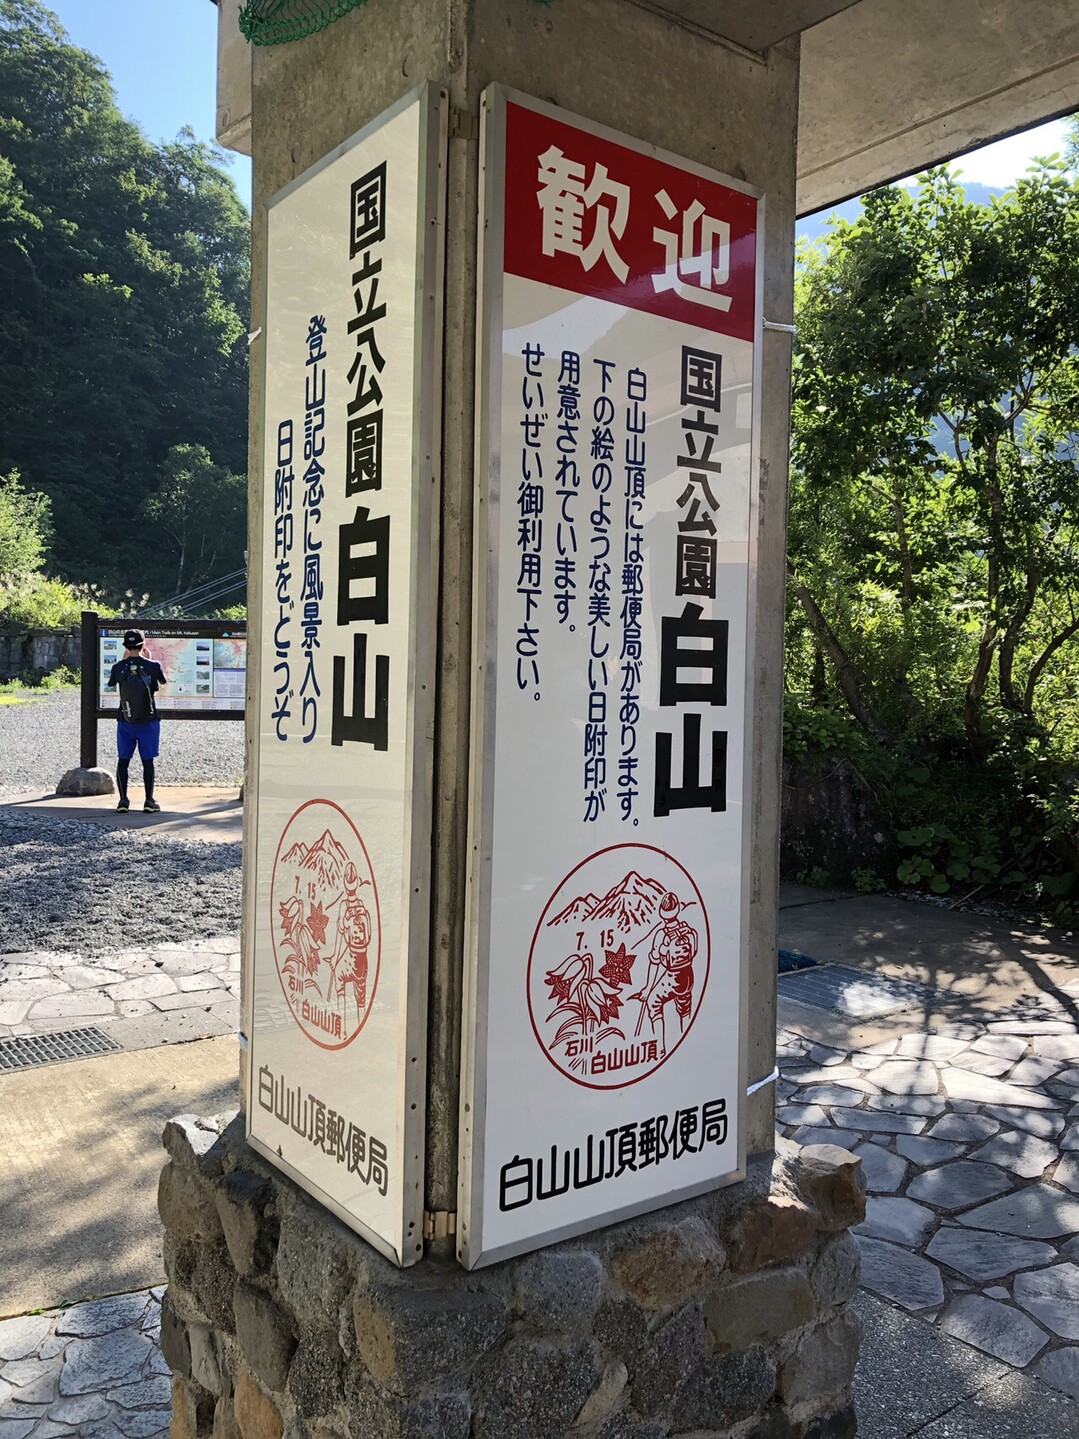 国立公園白山
登山記念に風景入り
日附印をどうぞ
7. 15
石川
白山山頂
白山山頂郵便局
歓迎
国立公園白山
白山山頂には郵便局があります。
下の絵のような美しい日附印が
用意されています。
せいぜい御利用下さい。
7. 15
石川
白山山頂
白山山頂郵便局